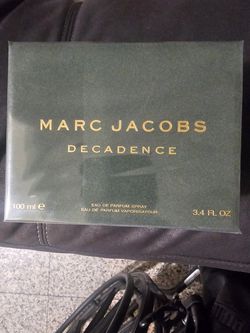 MARC JACOBS
DECADENCE
EAU DE PARFUM SPRAY
100 ml e EAU DE PARFUM VAPORISATEUR 3.4 FL OZ